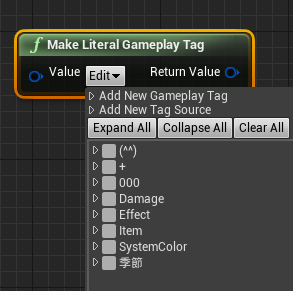 f Make Literal Gameplay Tag
Value Edit Return Value
Add New Gameplay Tag
Add New Tag Source
Expand All Collapse All Clear All
(^^)
+
000
Damage
Effect
Item
SystemColor
季節